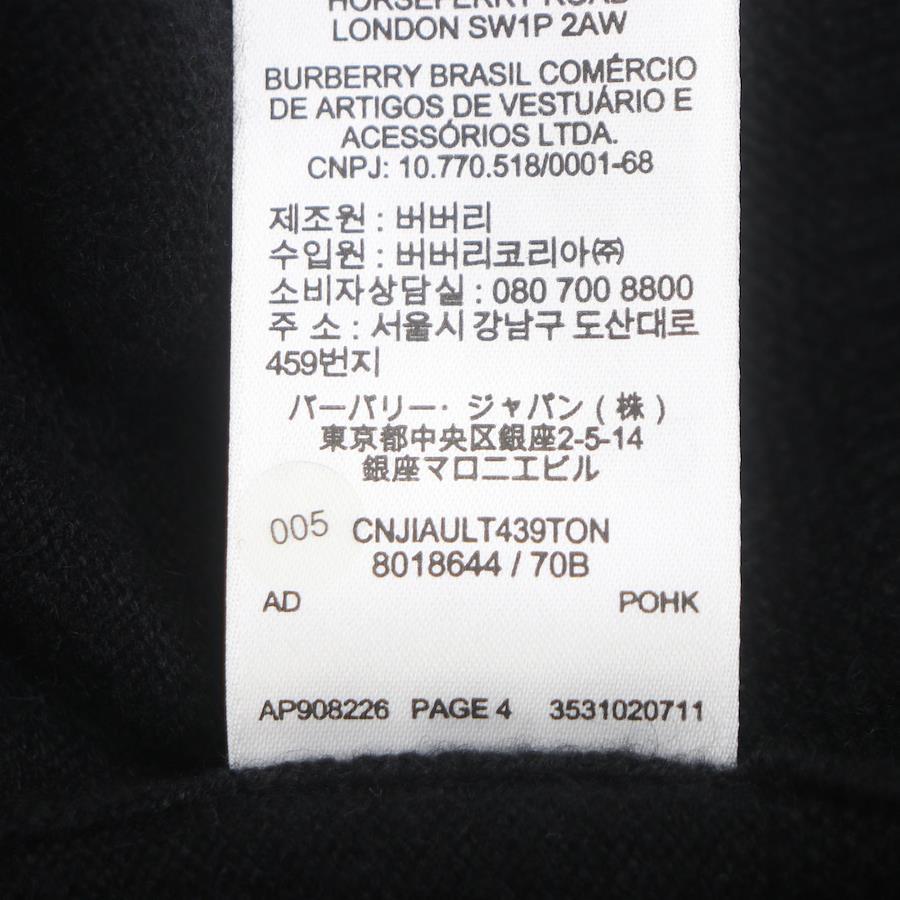 HORSEFERRY ROAD
LONDON SW1P 2AW
BURBERRY BRASIL COMÉRCIO
DE ARTIGOS DE VESTUÁRIO E
ACESSÓRIOS LTDA.
CNPJ: 10.770.518/0001-68
제조원 : 버버리
수입원 : 버버리코리아㈜
소비자상담실 : 080 700 8800
주 소 : 서울시 강남구 도산대로
459번지
バーバリー・ジャパン ( 株 )
東京都中央区銀座2-5-14
銀座マロニエビル
005 CNJIAULT439TON
8018644 / 70B
AD POHK
AP908226 PAGE 4 3531020711